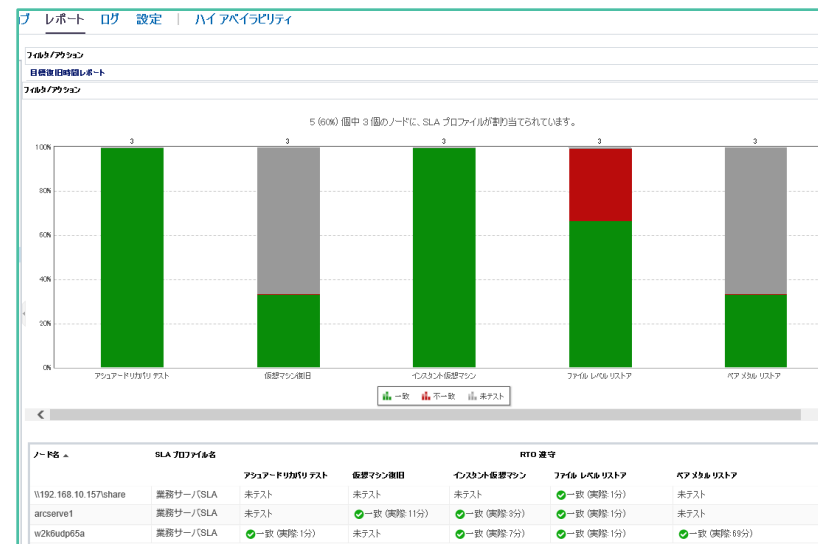 ブ レポート ログ 設定 | ハイ アベイラビリティ
フィルタ/アクション
目標復旧時間レポート
フィルタ/アクション
5 (60%) 個中 3 個のノードに、SLA プロファイルが割り当てられています。
3 3 3 3 3
100%
80%
60%
40%
20%
0%
アシュアードリカバリ テスト 仮想マシン復旧 インスタント仮想マシン ファイル レベル リストア ベア メタル リストア
一致 不一致 未テスト
ノード名 SLA プロファイル名 RTO 遵守
アシュアードリカバリ テスト 仮想マシン復旧 インスタント仮想マシン ファイル レベル リストア ベア メタル リストア
\\192.168.10.157\share 業務サーバSLA 未テスト 未テスト 未テスト 一致 (実際:1分) 未テスト
arcserve1 業務サーバSLA 未テスト 一致 (実際:11分) 一致 (実際:3分) 一致 (実際:1分) 未テスト
w2k6udp65a 業務サーバSLA 一致 (実際:1分) 未テスト 一致 (実際:7分) 一致 (実際:1分) 一致 (実際:69分)